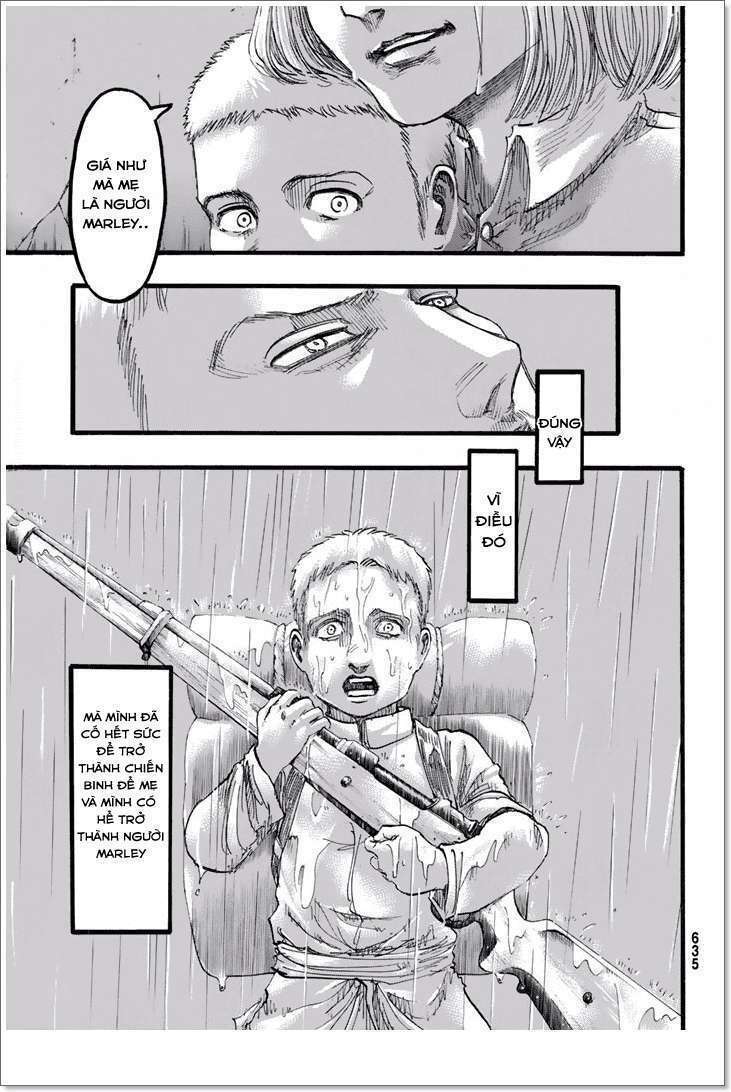 GIÁ NHƯ
MÀ MẸ
LÀ NGƯỜI
MARLEY..
ĐÚNG
VẬY
VÌ
ĐIỀU
ĐÓ
MÀ MÌNH ĐÃ
CỐ HẾT SỨC
ĐỂ TRỞ
THÀNH CHIẾN
BINH ĐỂ MẸ
VÀ MÌNH CÓ
HỂ TRỞ
THÀNH NGƯỜI
MARLEY
635